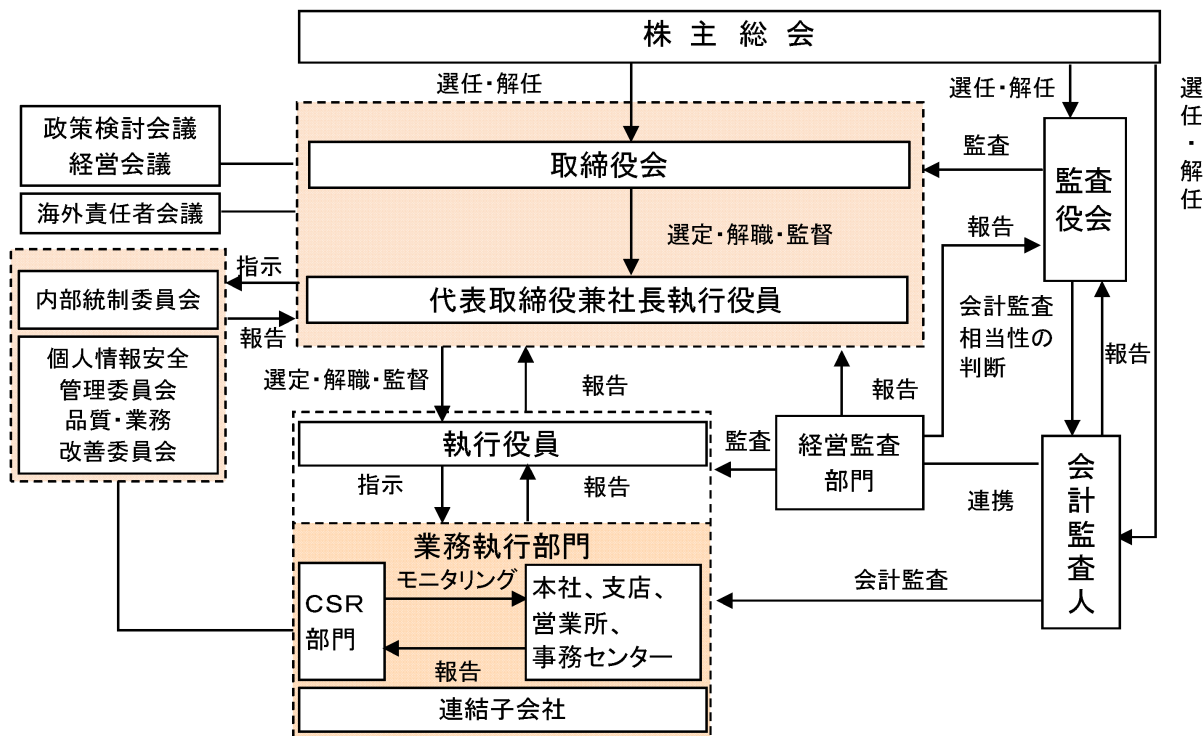 株主総会
選任・解任
選任・解任
選任・解任
政策検討会議
経営会議
海外責任者会議
取締役会
監査
監査
役会
選定・解職・監督
報告
指示
内部統制委員会
代表取締役兼社長執行役員
報告
会計監査
相当性の
判断
報告
個人情報安全
管理委員会
品質・業務
改善委員会
選定・解職・監督
報告
報告
執行役員
監査
経営監査
部門
会計監査人
指示
報告
連携
業務執行部門
モニタリング
CSR
部門
本社、支店、
営業所、
事務センター
会計監査
報告
連結子会社